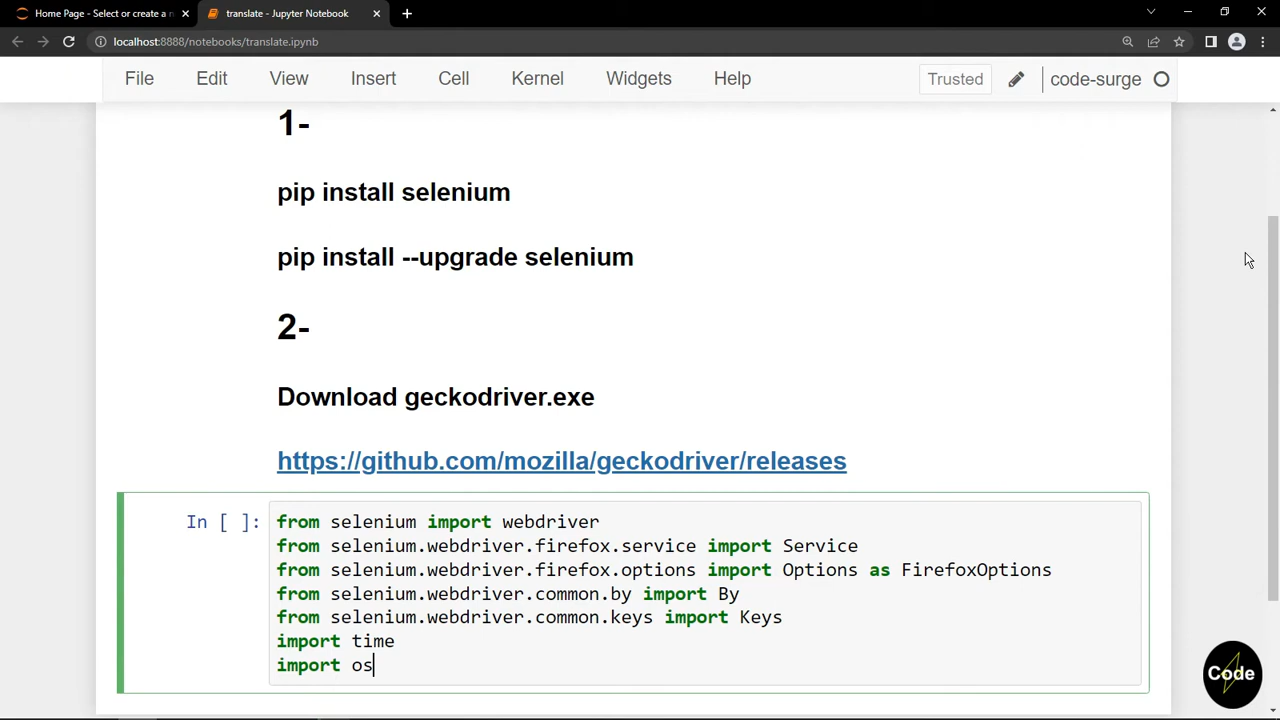 Home Page - Select or create a n
translate - Jupyter Notebook
localhost:8888/notebooks/translate.ipynb
File Edit View Insert Cell Kernel Widgets Help Trusted code-surge
1-
pip install selenium
pip install --upgrade selenium
2-
Download geckodriver.exe
https://github.com/mozilla/geckodriver/releases
In [ ]:
from selenium import webdriver
from selenium.webdriver.firefox.service import Service
from selenium.webdriver.firefox.options import Options as FirefoxOptions
from selenium.webdriver.common.by import By
from selenium.webdriver.common.keys import Keys
import time
import os
Code